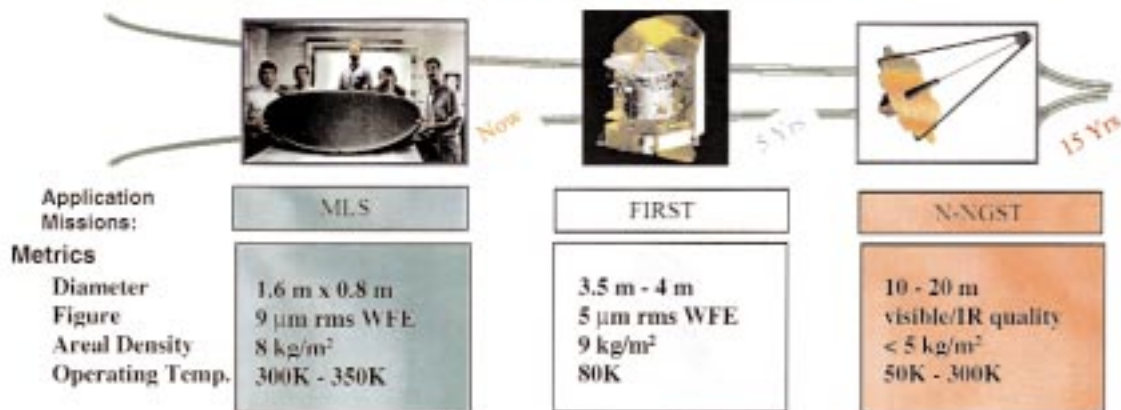 Now
5 Yrs
15 Yrs
Application
Missions:
MLS
FIRST
N-NGST
Metrics
Diameter
1.6 m x 0.8 m
3.5 m - 4 m
10 - 20 m
Figure
9 µm rms WFE
5 µm rms WFE
visible/IR quality
Areal Density
8 kg/m²
9 kg/m²
< 5 kg/m²
Operating Temp.
300K - 350K
80K
50K - 300K